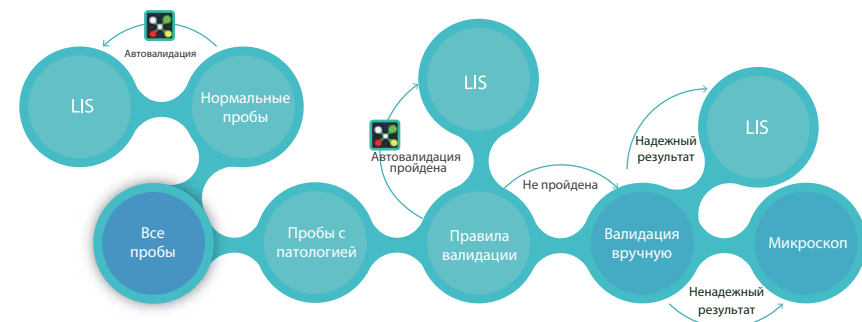 Автовалидация
LIS
Нормальные
пробы
LIS
Автовалидация
пройдена
Надежный
результат
LIS
Не пройдена
Все
пробы
Пробы с
патологией
Правила
валидации
Валидация
вручную
Микроскоп
Ненадежный
результат